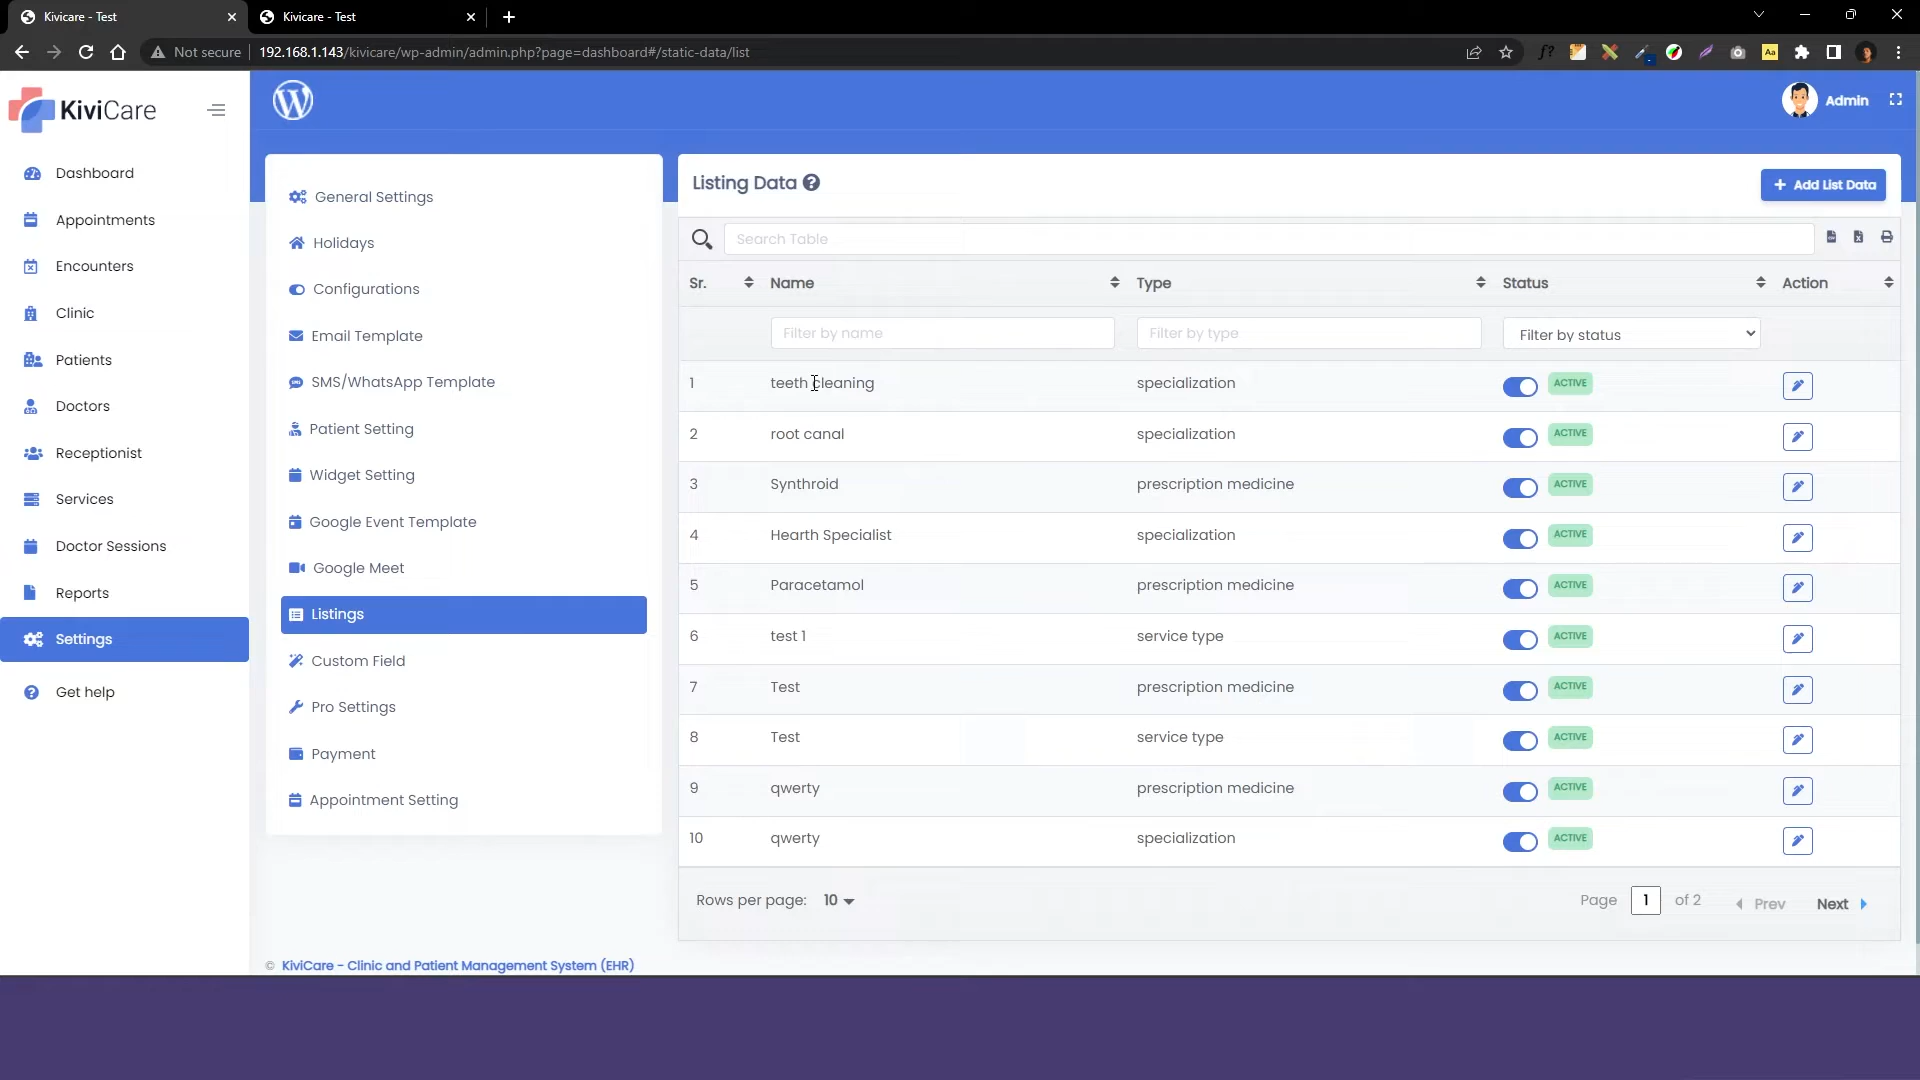 Kivicare - Test
Kivicare - Test
Not secure
192.168.1.143/kivicare/wp-admin/admin.php?page=dashboard#/static-data/list
KiviCare
Admin
Dashboard
Appointments
Encounters
Clinic
Patients
Doctors
Receptionist
Services
Doctor Sessions
Reports
Settings
Get help
General Settings
Holidays
Configurations
Email Template
SMS/WhatsApp Template
Patient Setting
Widget Setting
Google Event Template
Google Meet
Listings
Custom Field
Pro Settings
Payment
Appointment Setting
Listing Data
+ Add List Data
Search Table
Sr. Name Type Status Action
Filter by name Filter by type Filter by status
1 teeth cleaning specialization ACTIVE
2 root canal specialization ACTIVE
3 Synthroid prescription medicine ACTIVE
4 Hearth Specialist specialization ACTIVE
5 Paracetamol prescription medicine ACTIVE
6 test 1 service type ACTIVE
7 Test prescription medicine ACTIVE
8 Test service type ACTIVE
9 qwerty prescription medicine ACTIVE
10 qwerty specialization ACTIVE
Rows per page: 10 Page 1 of 2 Prev Next
© KiviCare - Clinic and Patient Management System (EHR)